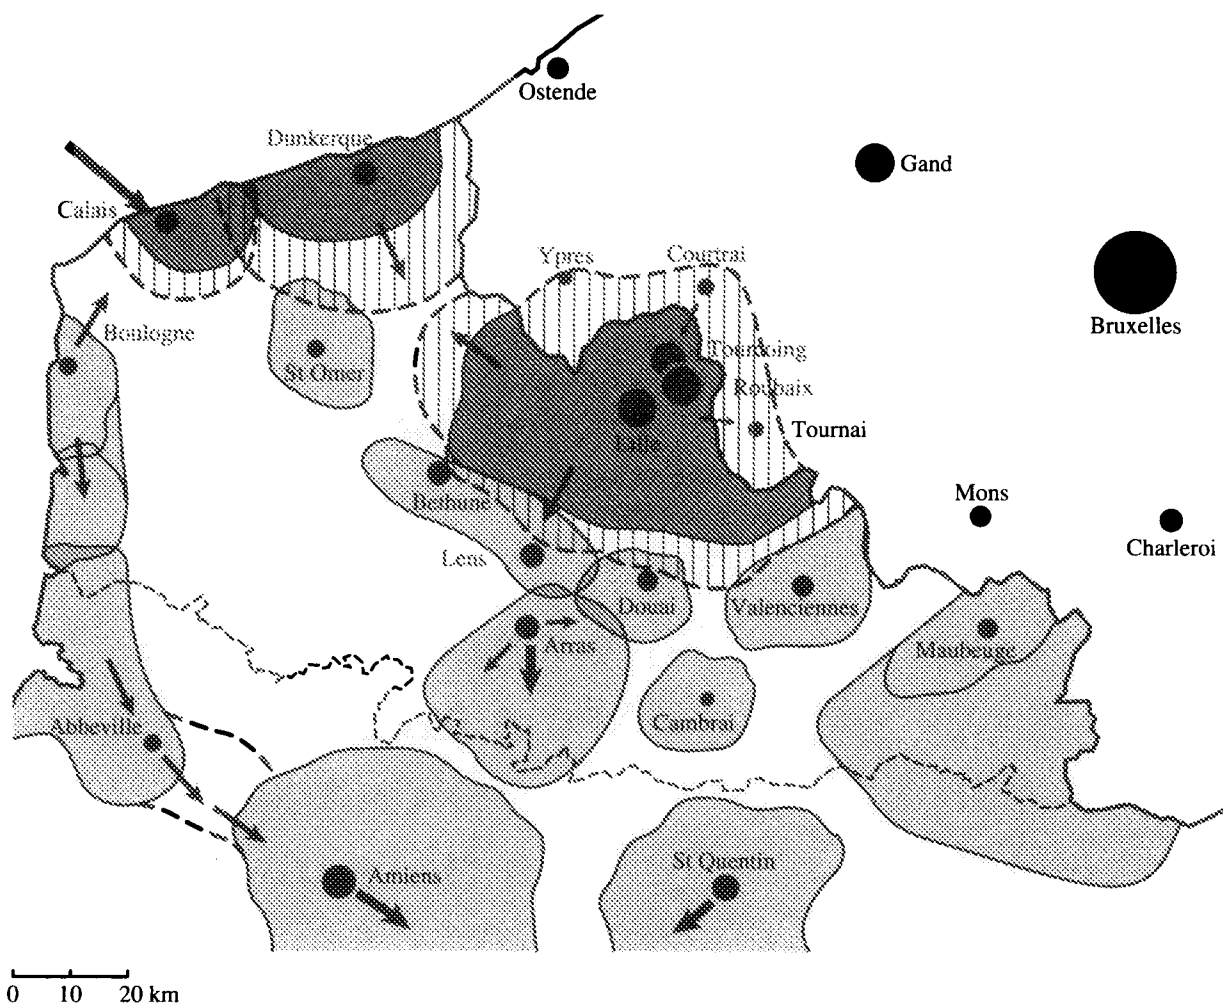 Ostende
Dunkerque
Gand
Calais
Ypres
Courtrai
Bruxelles
Boulogne
Tourcoing
St Omer
Roubaix
Lille
Tournai
Béthune
Mons
Charleroi
Lens
Douai
Valenciennes
Arras
Maubeuge
Cambrai
Abbeville
St Quentin
Amiens
0 10 20 km